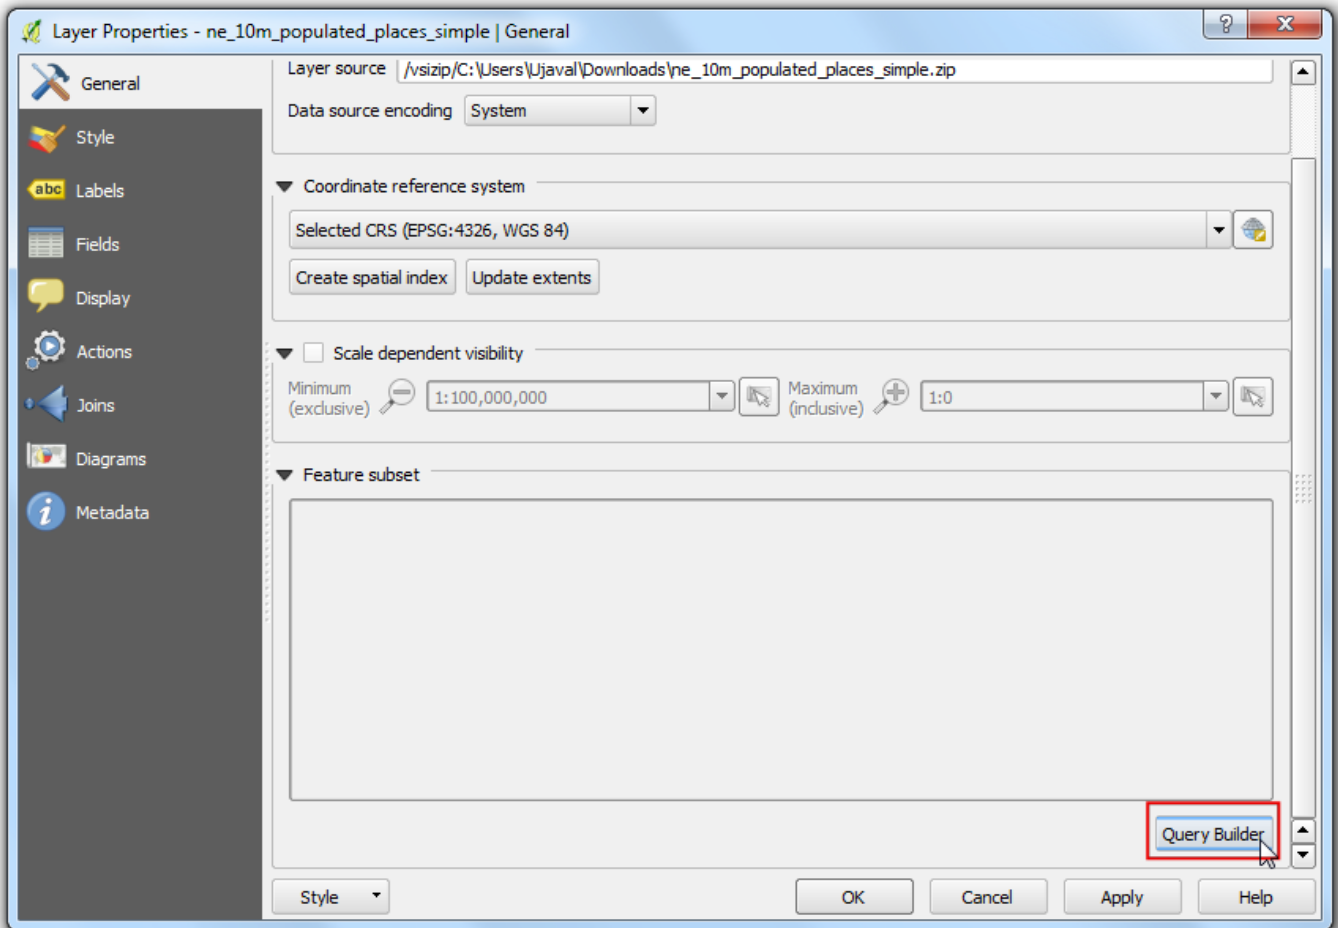 Layer Properties - ne_10m_populated_places_simple | General
General
Style
abc Labels
Fields
Display
Actions
Joins
Diagrams
Metadata
Layer source /vsizip/C:\Users\Ujaval\Downloads\ne_10m_populated_places_simple.zip
Data source encoding System
Coordinate reference system
Selected CRS (EPSG:4326, WGS 84)
Create spatial index Update extents
Scale dependent visibility
Minimum (exclusive) 1:100,000,000 Maximum (inclusive) 1:0
Feature subset
Query Builder
Style OK Cancel Apply Help